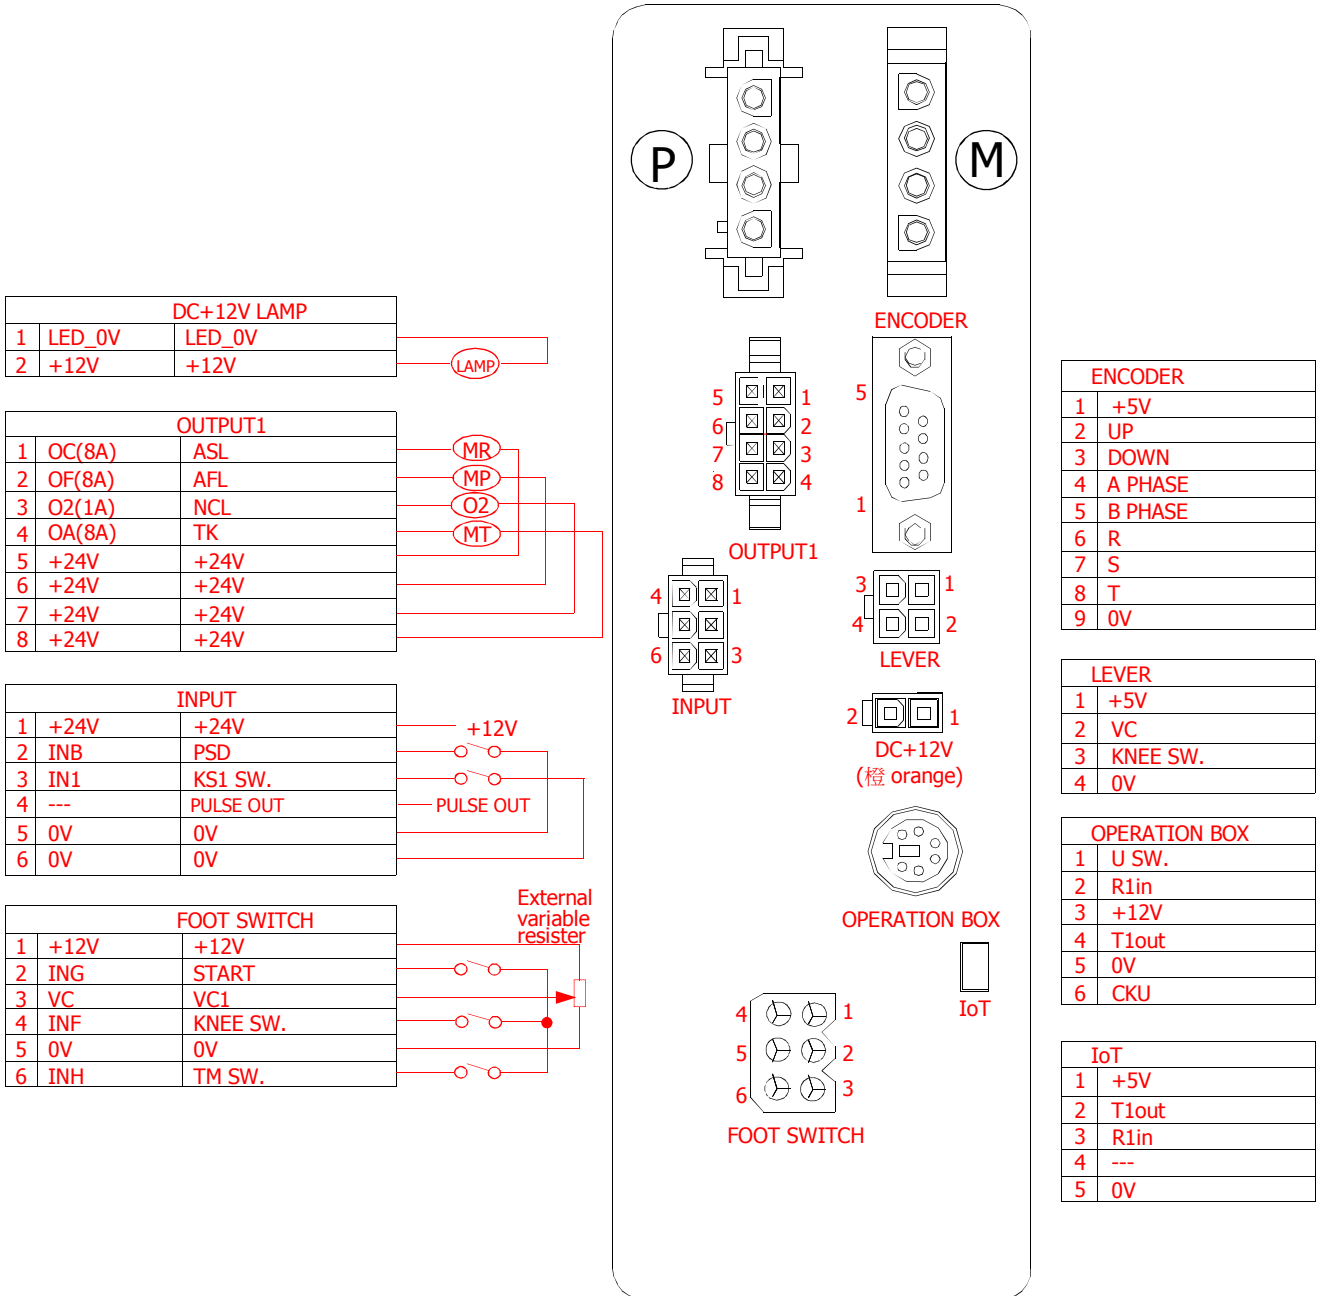 DC+12V LAMP
1 LED_0V LED_0V
2 +12V +12V
LAMP
OUTPUT1
1 OC(8A) ASL
2 OF(8A) AFL
3 O2(1A) NCL
4 OA(8A) TK
5 +24V +24V
6 +24V +24V
7 +24V +24V
8 +24V +24V
MR
MP
O2
MT
INPUT
1 +24V +24V
2 INB PSD
3 IN1 KS1 SW.
4 --- PULSE OUT
5 0V 0V
6 0V 0V
+12V
PULSE OUT
FOOT SWITCH
1 +12V +12V
2 ING START
3 VC VC1
4 INF KNEE SW.
5 0V 0V
6 INH TM SW.
External
variable
resister
P
M
5 1
6 2
7 3
8 4
OUTPUT1
4 1
6 3
INPUT
ENCODER
5
1
3 1
4 2
LEVER
2 1
DC+12V
(橙 orange)
OPERATION BOX
IoT
4 1
5 2
6 3
FOOT SWITCH
ENCODER
1 +5V
2 UP
3 DOWN
4 A PHASE
5 B PHASE
6 R
7 S
8 T
9 0V
LEVER
1 +5V
2 VC
3 KNEE SW.
4 0V
OPERATION BOX
1 U SW.
2 R1in
3 +12V
4 T1out
5 0V
6 CKU
IoT
1 +5V
2 T1out
3 R1in
4 ---
5 0V